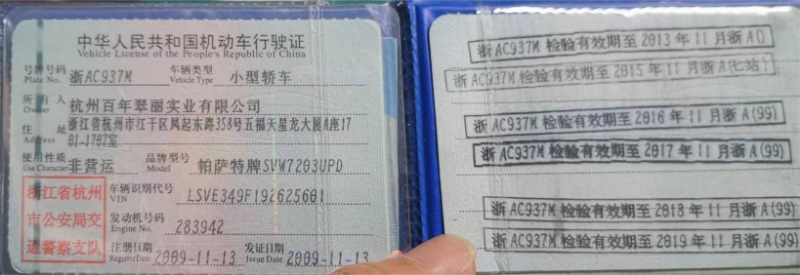 中华人民共和国机动车行驶证
Vehicle License of the People's Republic of China
号牌号码 浙AC937M 车辆类型 小型轿车
Plate No. Vehicle Type
所有人 杭州百年翠丽实业有限公司
Owner
住址 浙江省杭州市江干区凤起东路358号五福天星龙大厦A座17
Address 01-1707室
使用性质 非营运 品牌型号 帕萨特牌SVW7203UPD
Use Character Model
浙江省杭州
市公安局交
通警察支队
车辆识别代号 LSVE349F192625601
VIN
发动机号码 283942
Engine No.
注册日期 2009-11-13 发证日期 2009-11-13
Register Date Issue Date
浙AC937M 检验有效期至 2013年 11月浙A()
浙AC937M 检验有效期至 2015年 11月浙A(七站)
浙AC937M 检验有效期至 2016年 11月浙A(99)
浙AC937M 检验有效期至 2017年 11月浙A(99)
浙AC937M 检验有效期至 2018年 11月浙A(99)
浙AC937M 检验有效期至 2019年 11月浙A(99)